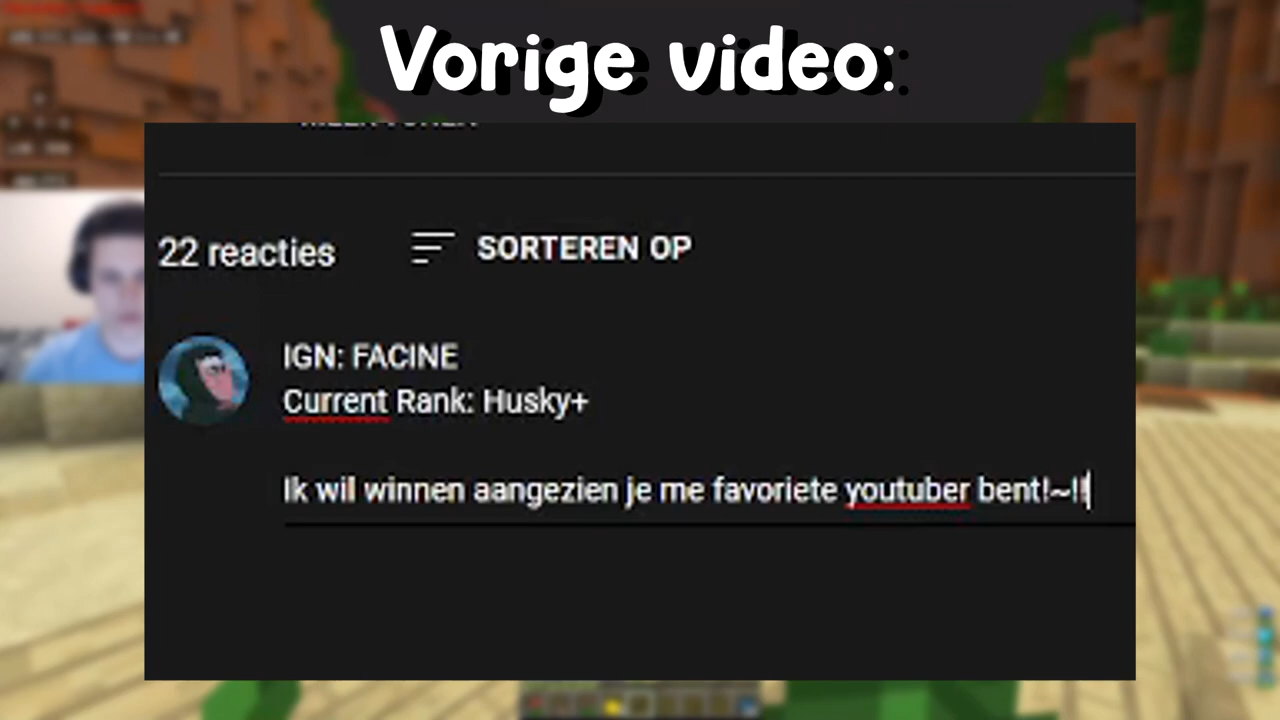 Vorige video:
22 reacties
SORTEREN OP
IGN: FACINE
Current Rank: Husky+
Ik wil winnen aangezien je me favoriete youtuber bent!~!!